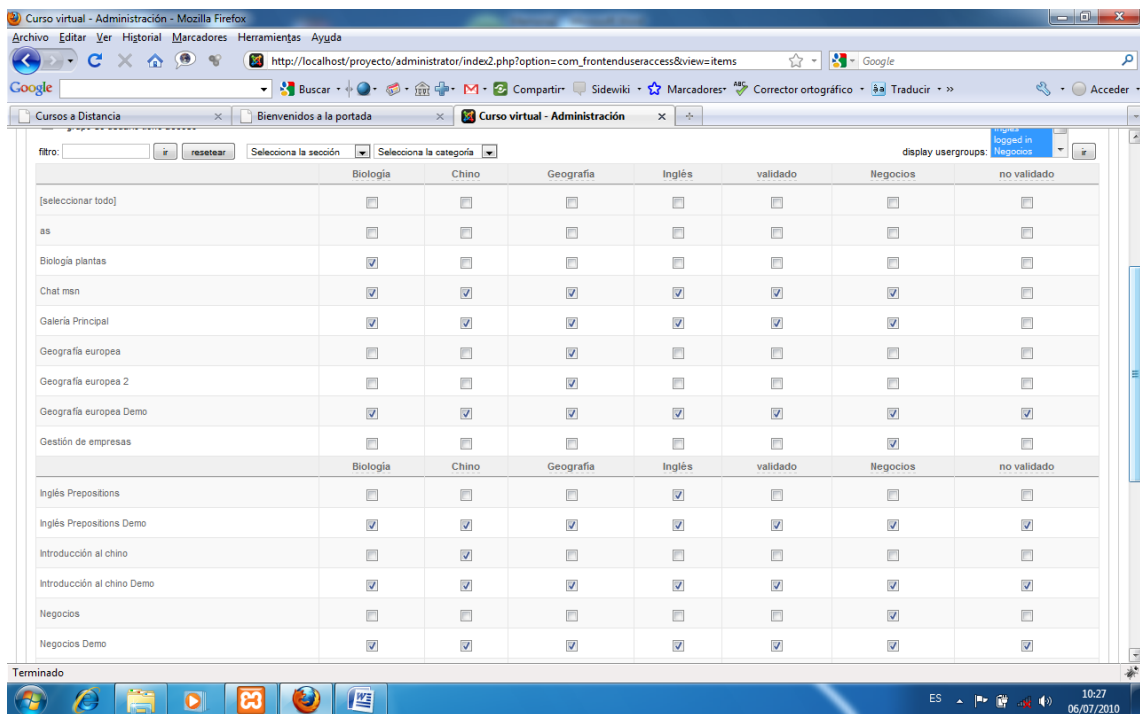 Curso virtual - Administración - Mozilla Firefox
Archivo Editar Ver Historial Marcadores Herramientas Ayuda
http://localhost/proyecto/administrator/index2.php?option=com_frontenduseraccess&view=items
Google
Google Buscar Compartir Sidewiki Marcadores Corrector ortográfico Traducir » Acceder
Cursos a Distancia Bienvenidos a la portada Curso virtual - Administración
logged in
filtro: ir resetear Selecciona la sección Selecciona la categoría display usergroups: Negocios ir
Biología Chino Geografía Inglés validado Negocios no validado
[seleccionar todo]
as
Biología plantas
Chat msn
Galería Principal
Geografía europea
Geografía europea 2
Geografía europea Demo
Gestión de empresas
Biología Chino Geografía Inglés validado Negocios no validado
Inglés Prepositions
Inglés Prepositions Demo
Introducción al chino
Introducción al chino Demo
Negocios
Negocios Demo
Terminado
ES 10:27
06/07/2010